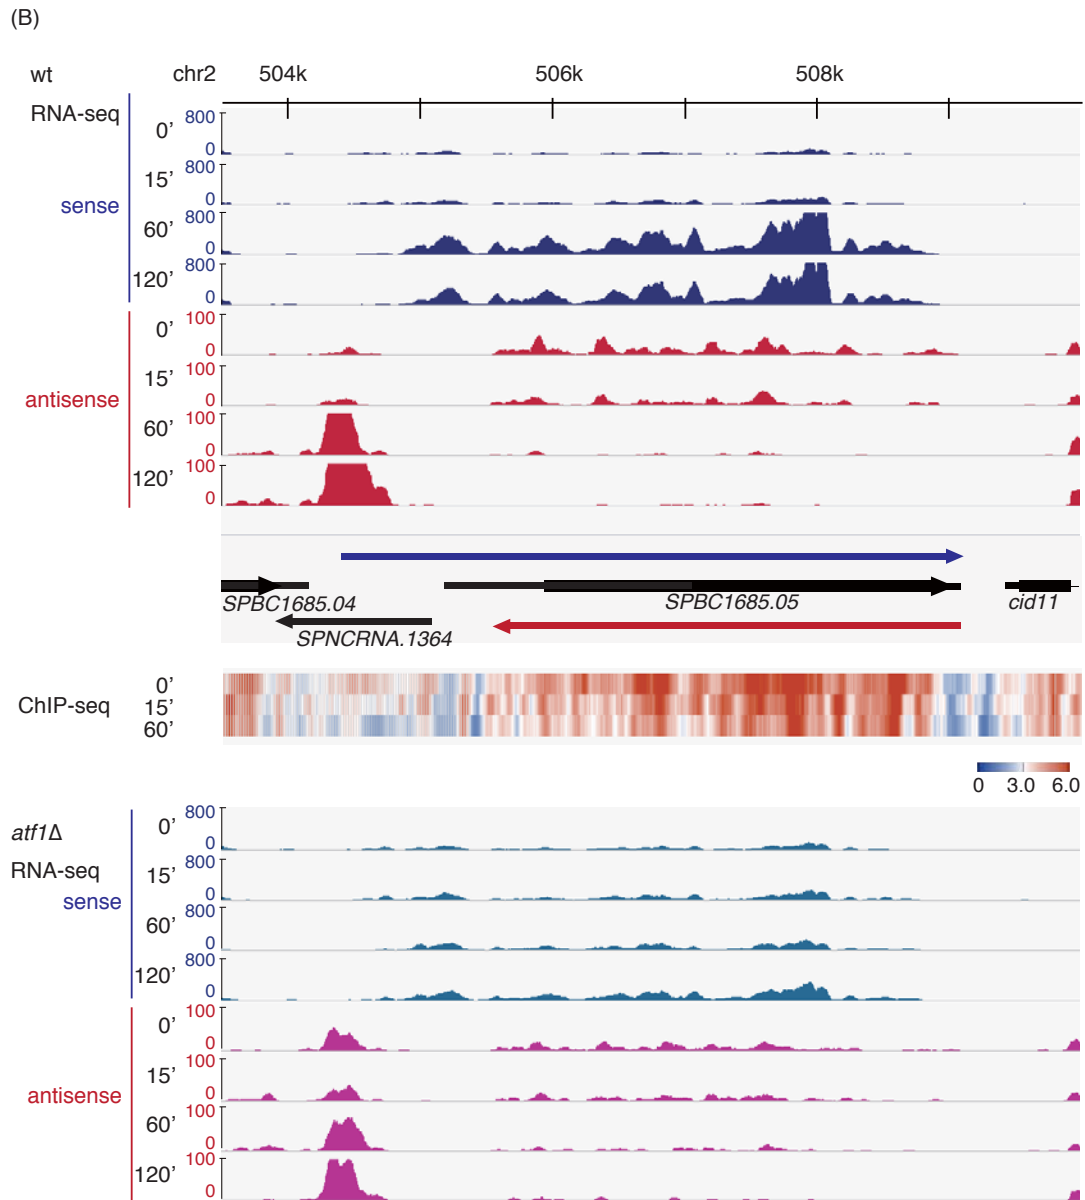 (B)
wt chr2 504k 506k 508k
RNA-seq
sense
0' 800 0
15' 800 0
60' 800 0
120' 800 0
antisense
0' 100 0
15' 100 0
60' 100 0
120' 100 0
SPBC1685.04 SPBC1685.05 cid11
SPNCRNA.1364
ChIP-seq
0'
15'
60'
0 3.0 6.0
atf1Δ
RNA-seq
sense
0' 800 0
15' 800 0
60' 800 0
120' 800 0
antisense
0' 100 0
15' 100 0
60' 100 0
120' 100 0